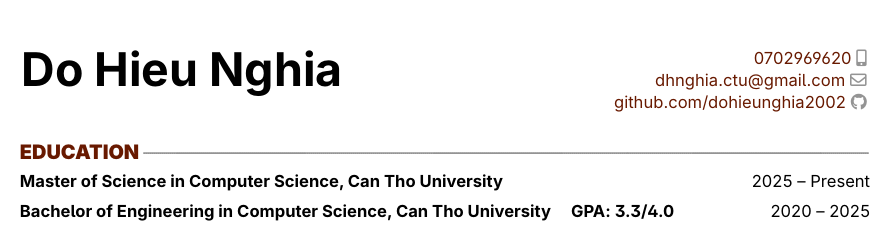 Do Hieu Nghia
0702969620
dhnghia.ctu@gmail.com
github.com/dohieunghia2002
EDUCATION
Master of Science in Computer Science, Can Tho University 2025 – Present
Bachelor of Engineering in Computer Science, Can Tho University GPA: 3.3/4.0 2020 – 2025